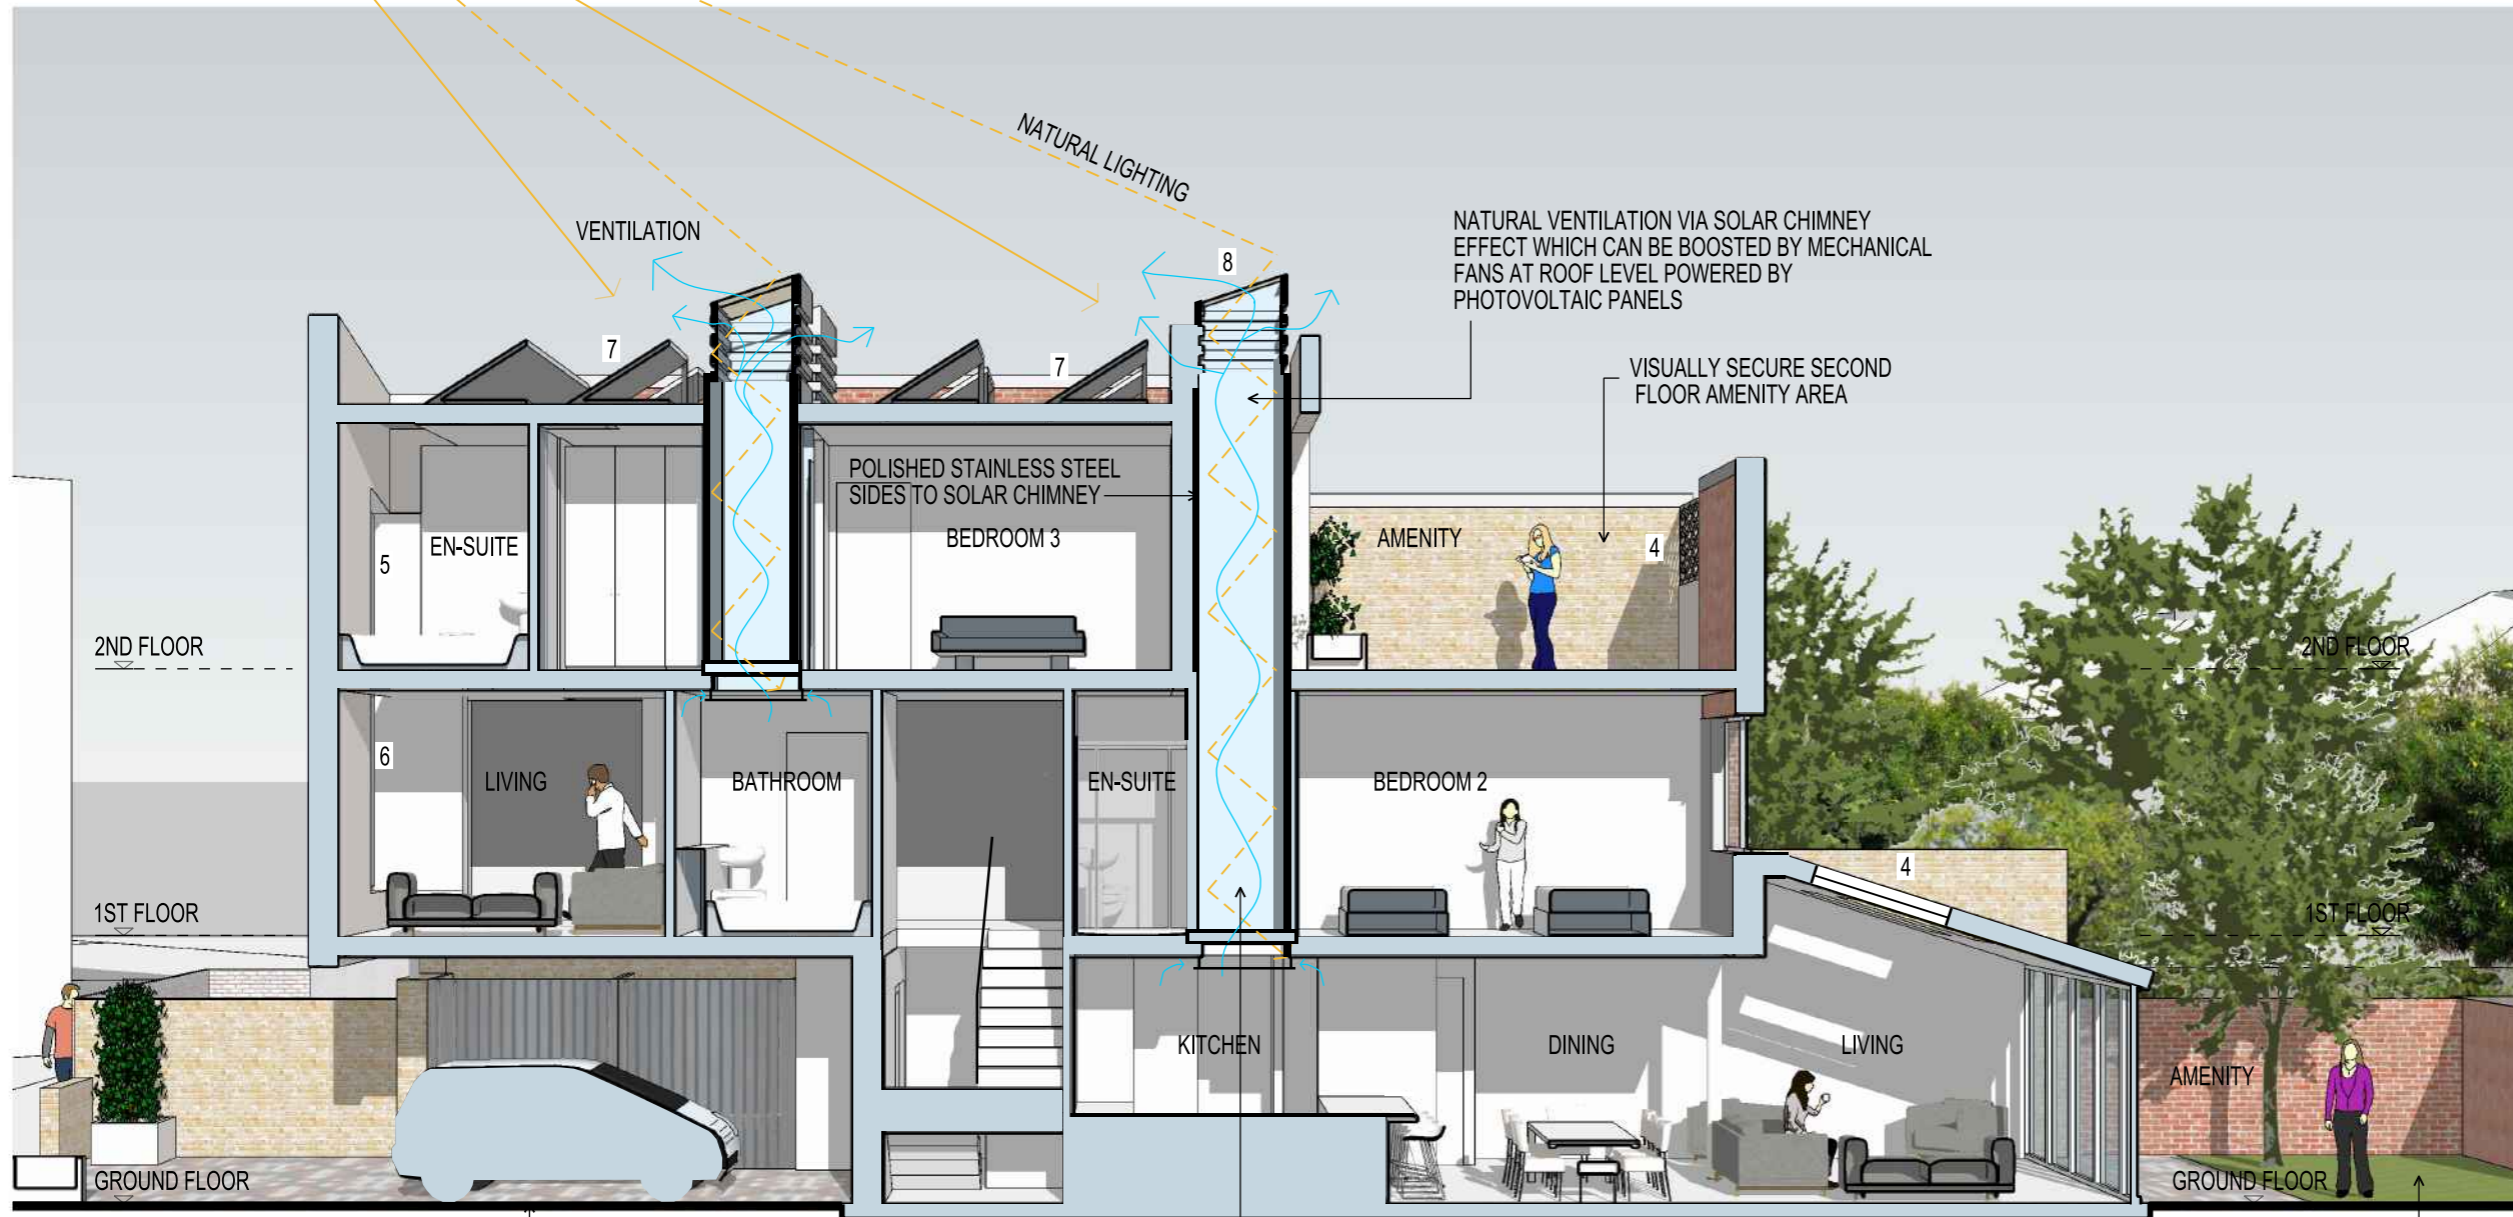 NATURAL LIGHTING
VENTILATION
NATURAL VENTILATION VIA SOLAR CHIMNEY
EFFECT WHICH CAN BE BOOSTED BY MECHANICAL
FANS AT ROOF LEVEL POWERED BY
PHOTOVOLTAIC PANELS
8
7
7
VISUALLY SECURE SECOND
FLOOR AMENITY AREA
POLISHED STAINLESS STEEL
SIDES TO SOLAR CHIMNEY
5
EN-SUITE
BEDROOM 3
AMENITY
4
2ND FLOOR
2ND FLOOR
6
LIVING
BATHROOM
EN-SUITE
BEDROOM 2
4
1ST FLOOR
1ST FLOOR
KITCHEN
DINING
LIVING
AMENITY
GROUND FLOOR
GROUND FLOOR